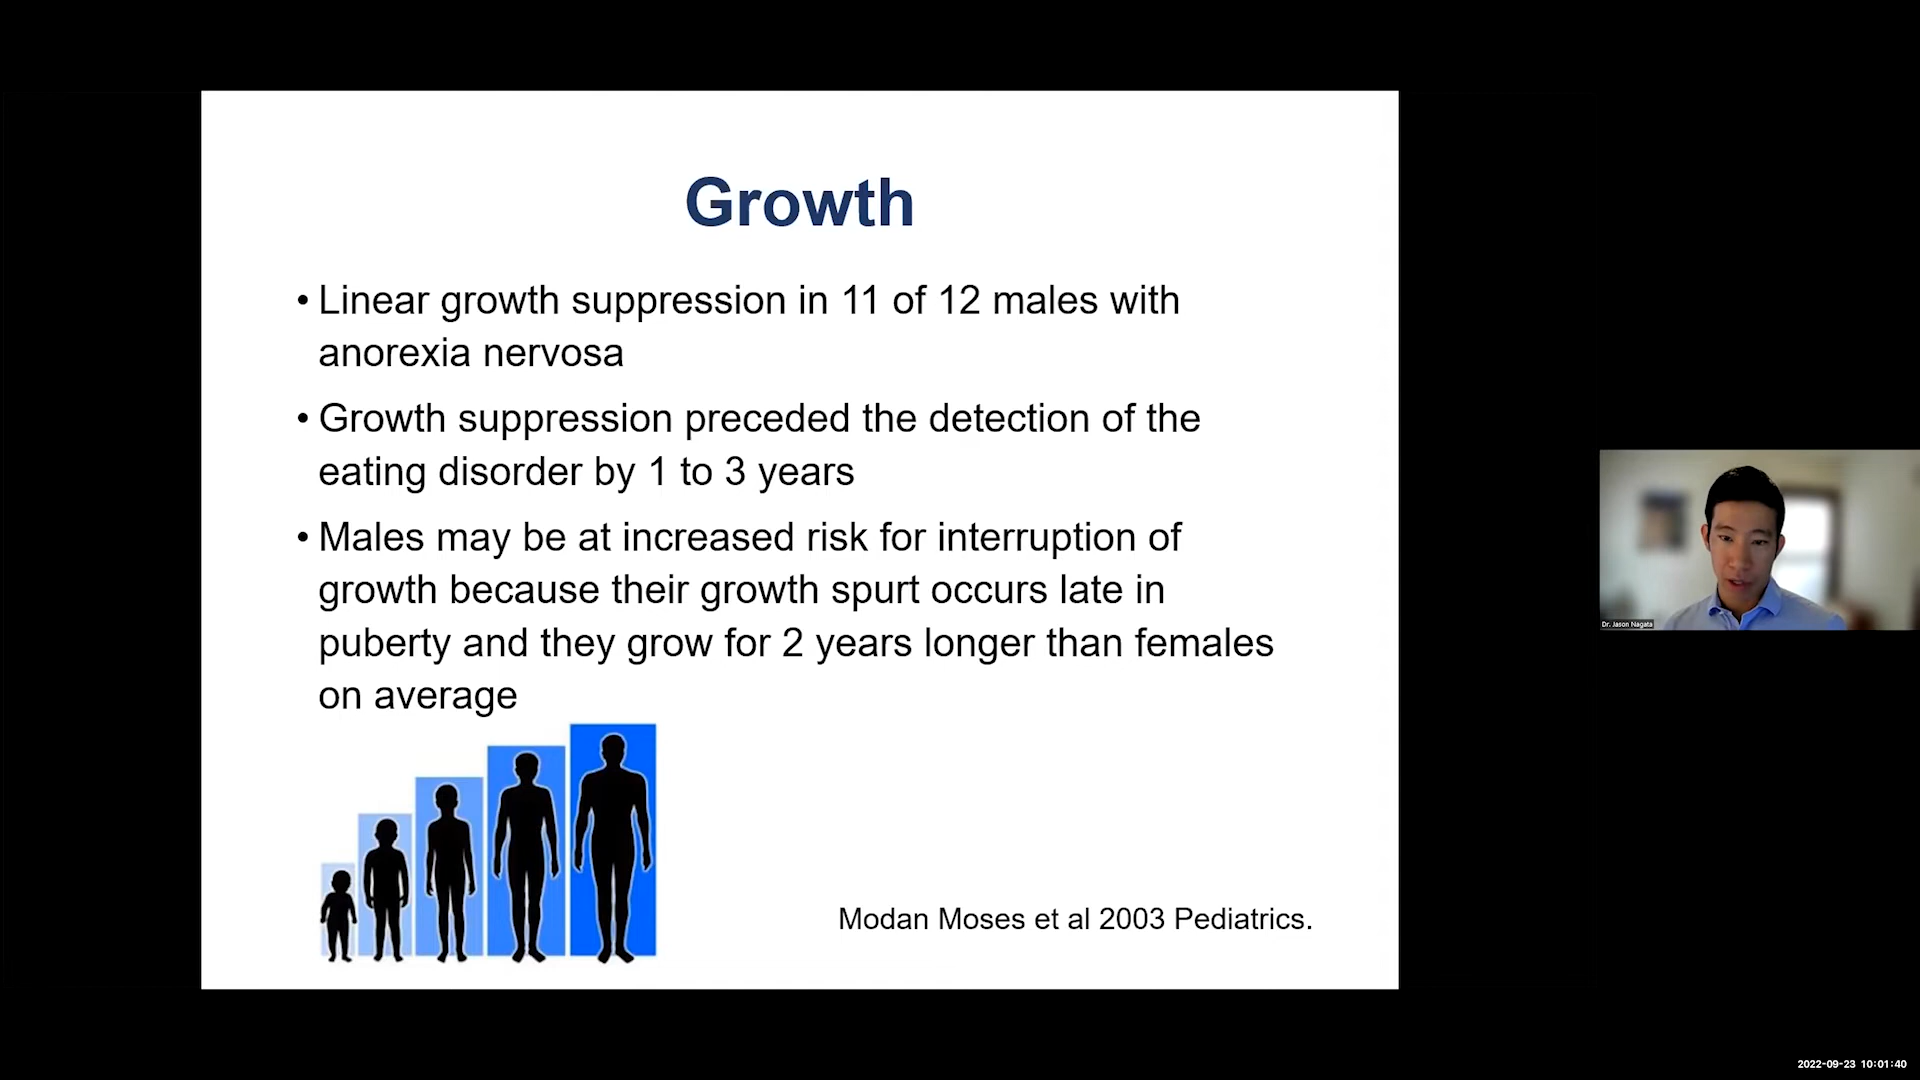 Growth
• Linear growth suppression in 11 of 12 males with
anorexia nervosa
• Growth suppression preceded the detection of the
eating disorder by 1 to 3 years
• Males may be at increased risk for interruption of
growth because their growth spurt occurs late in
puberty and they grow for 2 years longer than females
on average
Modan Moses et al 2003 Pediatrics.
Dr. Jason Nagata
2022-09-23 10:01:40